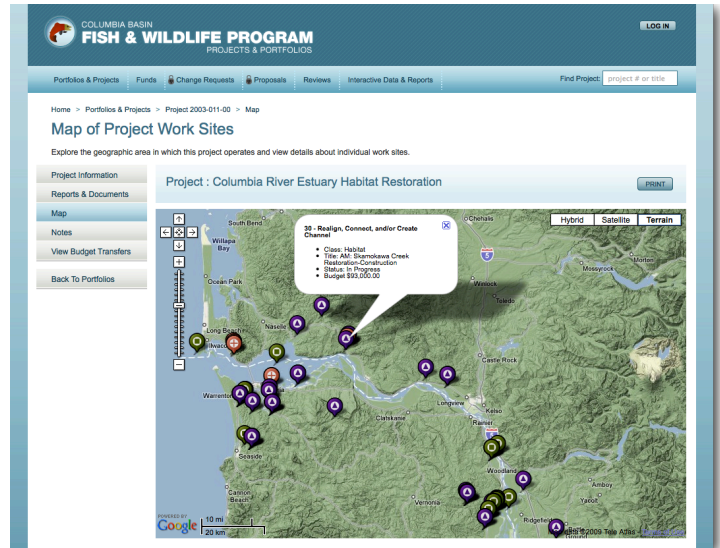 COLUMBIA BASIN
FISH & WILDLIFE PROGRAM
PROJECTS & PORTFOLIOS
LOG IN
Portfolios & Projects Funds Change Requests Proposals Reviews Interactive Data & Reports Find Project: project # or title
Home > Portfolios & Projects > Project 2003-011-00 > Map
Map of Project Work Sites
Explore the geographic area in which this project operates and view details about individual work sites.
Project Information
Reports & Documents
Map
Notes
View Budget Transfers
Back To Portfolios
Project : Columbia River Estuary Habitat Restoration
PRINT
Hybrid Satellite Terrain
30 - Realign, Connect, and/or Create
Channel
• Class: Habitat
• Title: AM: Skamokawa Creek
Restoration-Construction
• Status: In Progress
• Budget $93,000.00
South Bend
Chehalis
Willapa
Bay
5
Morton
Mossyrock
Ocean Park
Winlock
Toledo
Long Beach
Naselle
Ilwaco
Castle Rock
Warrenton
Longview
Kelso
Clatskanie
Rainier
5
Seaside
Woodland
Amboy
Cannon
Beach
Vernonia
Yacolt
Ridgefield
POWERED BY
Google
10 mi
20 km
©2009 Tele Atlas